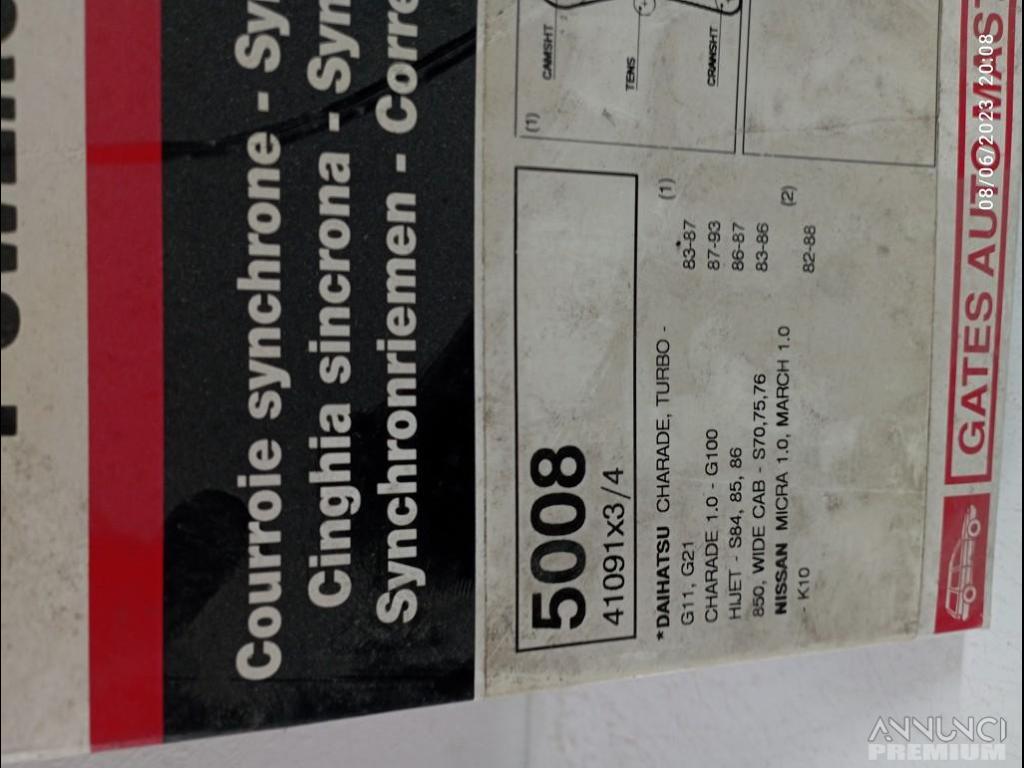 Courroie synchrone - Sy
Cinghia sincrona - Syn
Synchronriemen - Corre
CAMSHT
TENS
CRANKSHT
(1)
5008
41091x3/4
*DAIHATSU CHARADE, TURBO - (1)
G11, G21 83-87
CHARADE 1.0 - G100 87-93
HIJET - S84, 85, 86 86-87
850, WIDE CAB - S70,75,76 83-86
NISSAN MICRA 1.0, MARCH 1.0 (2)
- K10 82-88
GATES AUTOMAST
08/06/2023 20:08
ANNUNCI
PREMIUM